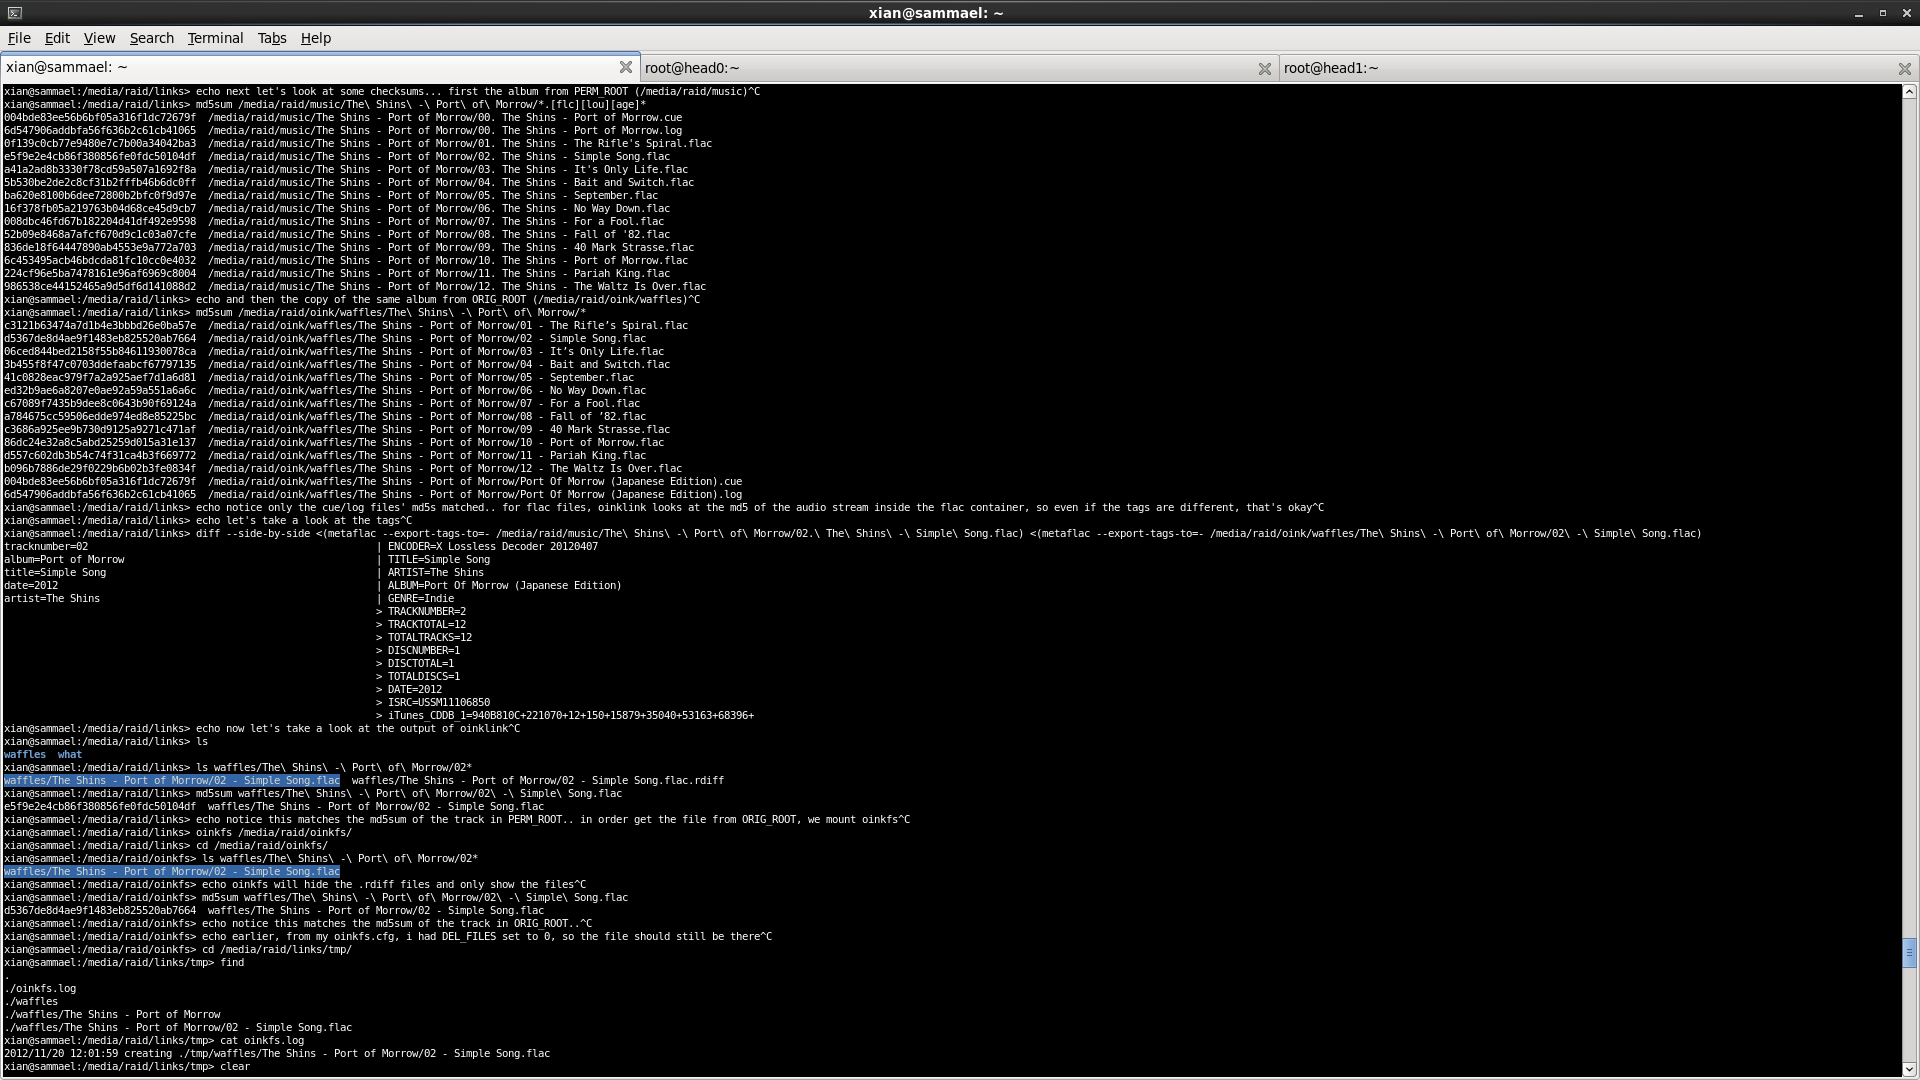 xian@sammael: ~
File Edit View Search Terminal Tabs Help
xian@sammael: ~ root@head0:~ root@head1:~
xian@sammael:/media/raid/links> echo next let's look at some checksums... first the album from PERM_ROOT (/media/raid/music)^C
xian@sammael:/media/raid/links> md5sum /media/raid/music/The\ Shins\ -\ Port\ of\ Morrow/*.[flc][lou][age]*
004bde83ee56b6bf05a316f1dc72679f  /media/raid/music/The Shins - Port of Morrow/00. The Shins - Port of Morrow.cue
6d547906addbfa56f636b2c61cb41065  /media/raid/music/The Shins - Port of Morrow/00. The Shins - Port of Morrow.log
0f139c0cb77e9480e7c7b00a34042ba3  /media/raid/music/The Shins - Port of Morrow/01. The Shins - The Rifle's Spiral.flac
e5f9e2e4cb86f380856fe0fdc50104df  /media/raid/music/The Shins - Port of Morrow/02. The Shins - Simple Song.flac
a41a2ad8b3330f78cd59a507a1692f8a  /media/raid/music/The Shins - Port of Morrow/03. The Shins - It's Only Life.flac
5b530be2de2c8cf31b2fffb46b6dc0ff  /media/raid/music/The Shins - Port of Morrow/04. The Shins - Bait and Switch.flac
ba620e8100b6dee72800b2bfc0f9d97e  /media/raid/music/The Shins - Port of Morrow/05. The Shins - September.flac
16f378fb05a219763b04d68ce45d9cb7  /media/raid/music/The Shins - Port of Morrow/06. The Shins - No Way Down.flac
008dbc46fd67b182204d41df492e9598  /media/raid/music/The Shins - Port of Morrow/07. The Shins - For a Fool.flac
52b09e8468a7afcf670d9c1c03a07cfe  /media/raid/music/The Shins - Port of Morrow/08. The Shins - Fall of '82.flac
836de18f64447890ab4553e9a772a703  /media/raid/music/The Shins - Port of Morrow/09. The Shins - 40 Mark Strasse.flac
6c453495acb46bdcda81fc10cc0e4032  /media/raid/music/The Shins - Port of Morrow/10. The Shins - Port of Morrow.flac
224cf96e5ba7478161e96af6969c8004  /media/raid/music/The Shins - Port of Morrow/11. The Shins - Pariah King.flac
986538ce44152465a9d5df6d141088d2  /media/raid/music/The Shins - Port of Morrow/12. The Shins - The Waltz Is Over.flac
xian@sammael:/media/raid/links> echo and then the copy of the same album from ORIG_ROOT (/media/raid/oink/waffles)^C
xian@sammael:/media/raid/links> md5sum /media/raid/oink/waffles/The\ Shins\ -\ Port\ of\ Morrow/*
c3121b63474a7d1b4e3bbbd26e0ba57e  /media/raid/oink/waffles/The Shins - Port of Morrow/01 - The Rifle’s Spiral.flac
d5367de8d4ae9f1483eb825520ab7664  /media/raid/oink/waffles/The Shins - Port of Morrow/02 - Simple Song.flac
06ced844bed2158f55b84611930078ca  /media/raid/oink/waffles/The Shins - Port of Morrow/03 - It’s Only Life.flac
3b455f8f47c0703ddefaabcf67797135  /media/raid/oink/waffles/The Shins - Port of Morrow/04 - Bait and Switch.flac
41c0828eac979f7a2a925aef7d1a6d81  /media/raid/oink/waffles/The Shins - Port of Morrow/05 - September.flac
ed32b9ae6a8207e0ae92a59a551a6a6c  /media/raid/oink/waffles/The Shins - Port of Morrow/06 - No Way Down.flac
c67089f7435b9dee8c0643b90f69124a  /media/raid/oink/waffles/The Shins - Port of Morrow/07 - For a Fool.flac
a784675cc59506edde974ed8e85225bc  /media/raid/oink/waffles/The Shins - Port of Morrow/08 - Fall of ‘82.flac
c3686a925ee9b730d9125a9271c471af  /media/raid/oink/waffles/The Shins - Port of Morrow/09 - 40 Mark Strasse.flac
86dc24e32a8c5abd25259d015a31e137  /media/raid/oink/waffles/The Shins - Port of Morrow/10 - Port of Morrow.flac
d557c602db3b54c74f31ca4b3f669772  /media/raid/oink/waffles/The Shins - Port of Morrow/11 - Pariah King.flac
b096b7886de29f0229b6b02b3fe0834f  /media/raid/oink/waffles/The Shins - Port of Morrow/12 - The Waltz Is Over.flac
004bde83ee56b6bf05a316f1dc72679f  /media/raid/oink/waffles/The Shins - Port of Morrow/Port Of Morrow (Japanese Edition).cue
6d547906addbfa56f636b2c61cb41065  /media/raid/oink/waffles/The Shins - Port of Morrow/Port Of Morrow (Japanese Edition).log
xian@sammael:/media/raid/links> echo notice only the cue/log files' md5s matched.. for flac files, oinklink looks at the md5 of the audio stream inside the flac container, so even if the tags are different, that's okay^C
xian@sammael:/media/raid/links> echo let's take a look at the tags^C
xian@sammael:/media/raid/links> diff --side-by-side <(metaflac --export-tags-to=- /media/raid/music/The\ Shins\ -\ Port\ of\ Morrow/02.\ The\ Shins\ -\ Simple\ Song.flac) <(metaflac --export-tags-to=- /media/raid/oink/waffles/The\ Shins\ -\ Port\ of\ Morrow/02\ -\ Simple\ Song.flac)
tracknumber=02 | ENCODER=X Lossless Decoder 20120407
album=Port of Morrow | TITLE=Simple Song
title=Simple Song | ARTIST=The Shins
date=2012 | ALBUM=Port Of Morrow (Japanese Edition)
artist=The Shins | GENRE=Indie
> TRACKNUMBER=2
> TRACKTOTAL=12
> TOTALTRACKS=12
> DISCNUMBER=1
> DISCTOTAL=1
> TOTALDISCS=1
> DATE=2012
> ISRC=USSM11106850
> iTunes_CDDB_1=940B810C+221070+12+150+15879+35040+53163+68396+
xian@sammael:/media/raid/links> echo now let's take a look at the output of oinklink^C
xian@sammael:/media/raid/links> ls
waffles  what
xian@sammael:/media/raid/links> ls waffles/The\ Shins\ -\ Port\ of\ Morrow/02*
waffles/The Shins - Port of Morrow/02 - Simple Song.flac  waffles/The Shins - Port of Morrow/02 - Simple Song.flac.rdiff
xian@sammael:/media/raid/links> md5sum waffles/The\ Shins\ -\ Port\ of\ Morrow/02\ -\ Simple\ Song.flac
e5f9e2e4cb86f380856fe0fdc50104df  waffles/The Shins - Port of Morrow/02 - Simple Song.flac
xian@sammael:/media/raid/links> echo notice this matches the md5sum of the track in PERM_ROOT.. in order get the file from ORIG_ROOT, we mount oinkfs^C
xian@sammael:/media/raid/links> oinkfs /media/raid/oinkfs/
xian@sammael:/media/raid/links> cd /media/raid/oinkfs/
xian@sammael:/media/raid/oinkfs> ls waffles/The\ Shins\ -\ Port\ of\ Morrow/02*
waffles/The Shins - Port of Morrow/02 - Simple Song.flac
xian@sammael:/media/raid/oinkfs> echo oinkfs will hide the .rdiff files and only show the files^C
xian@sammael:/media/raid/oinkfs> md5sum waffles/The\ Shins\ -\ Port\ of\ Morrow/02\ -\ Simple\ Song.flac
d5367de8d4ae9f1483eb825520ab7664  waffles/The Shins - Port of Morrow/02 - Simple Song.flac
xian@sammael:/media/raid/oinkfs> echo notice this matches the md5sum of the track in ORIG_ROOT..^C
xian@sammael:/media/raid/oinkfs> echo earlier, from my oinkfs.cfg, i had DEL_FILES set to 0, so the file should still be there^C
xian@sammael:/media/raid/oinkfs> cd /media/raid/links/tmp/
xian@sammael:/media/raid/links/tmp> find
.
./oinkfs.log
./waffles
./waffles/The Shins - Port of Morrow
./waffles/The Shins - Port of Morrow/02 - Simple Song.flac
xian@sammael:/media/raid/links/tmp> cat oinkfs.log
2012/11/20 12:01:59 creating ./tmp/waffles/The Shins - Port of Morrow/02 - Simple Song.flac
xian@sammael:/media/raid/links/tmp> clear